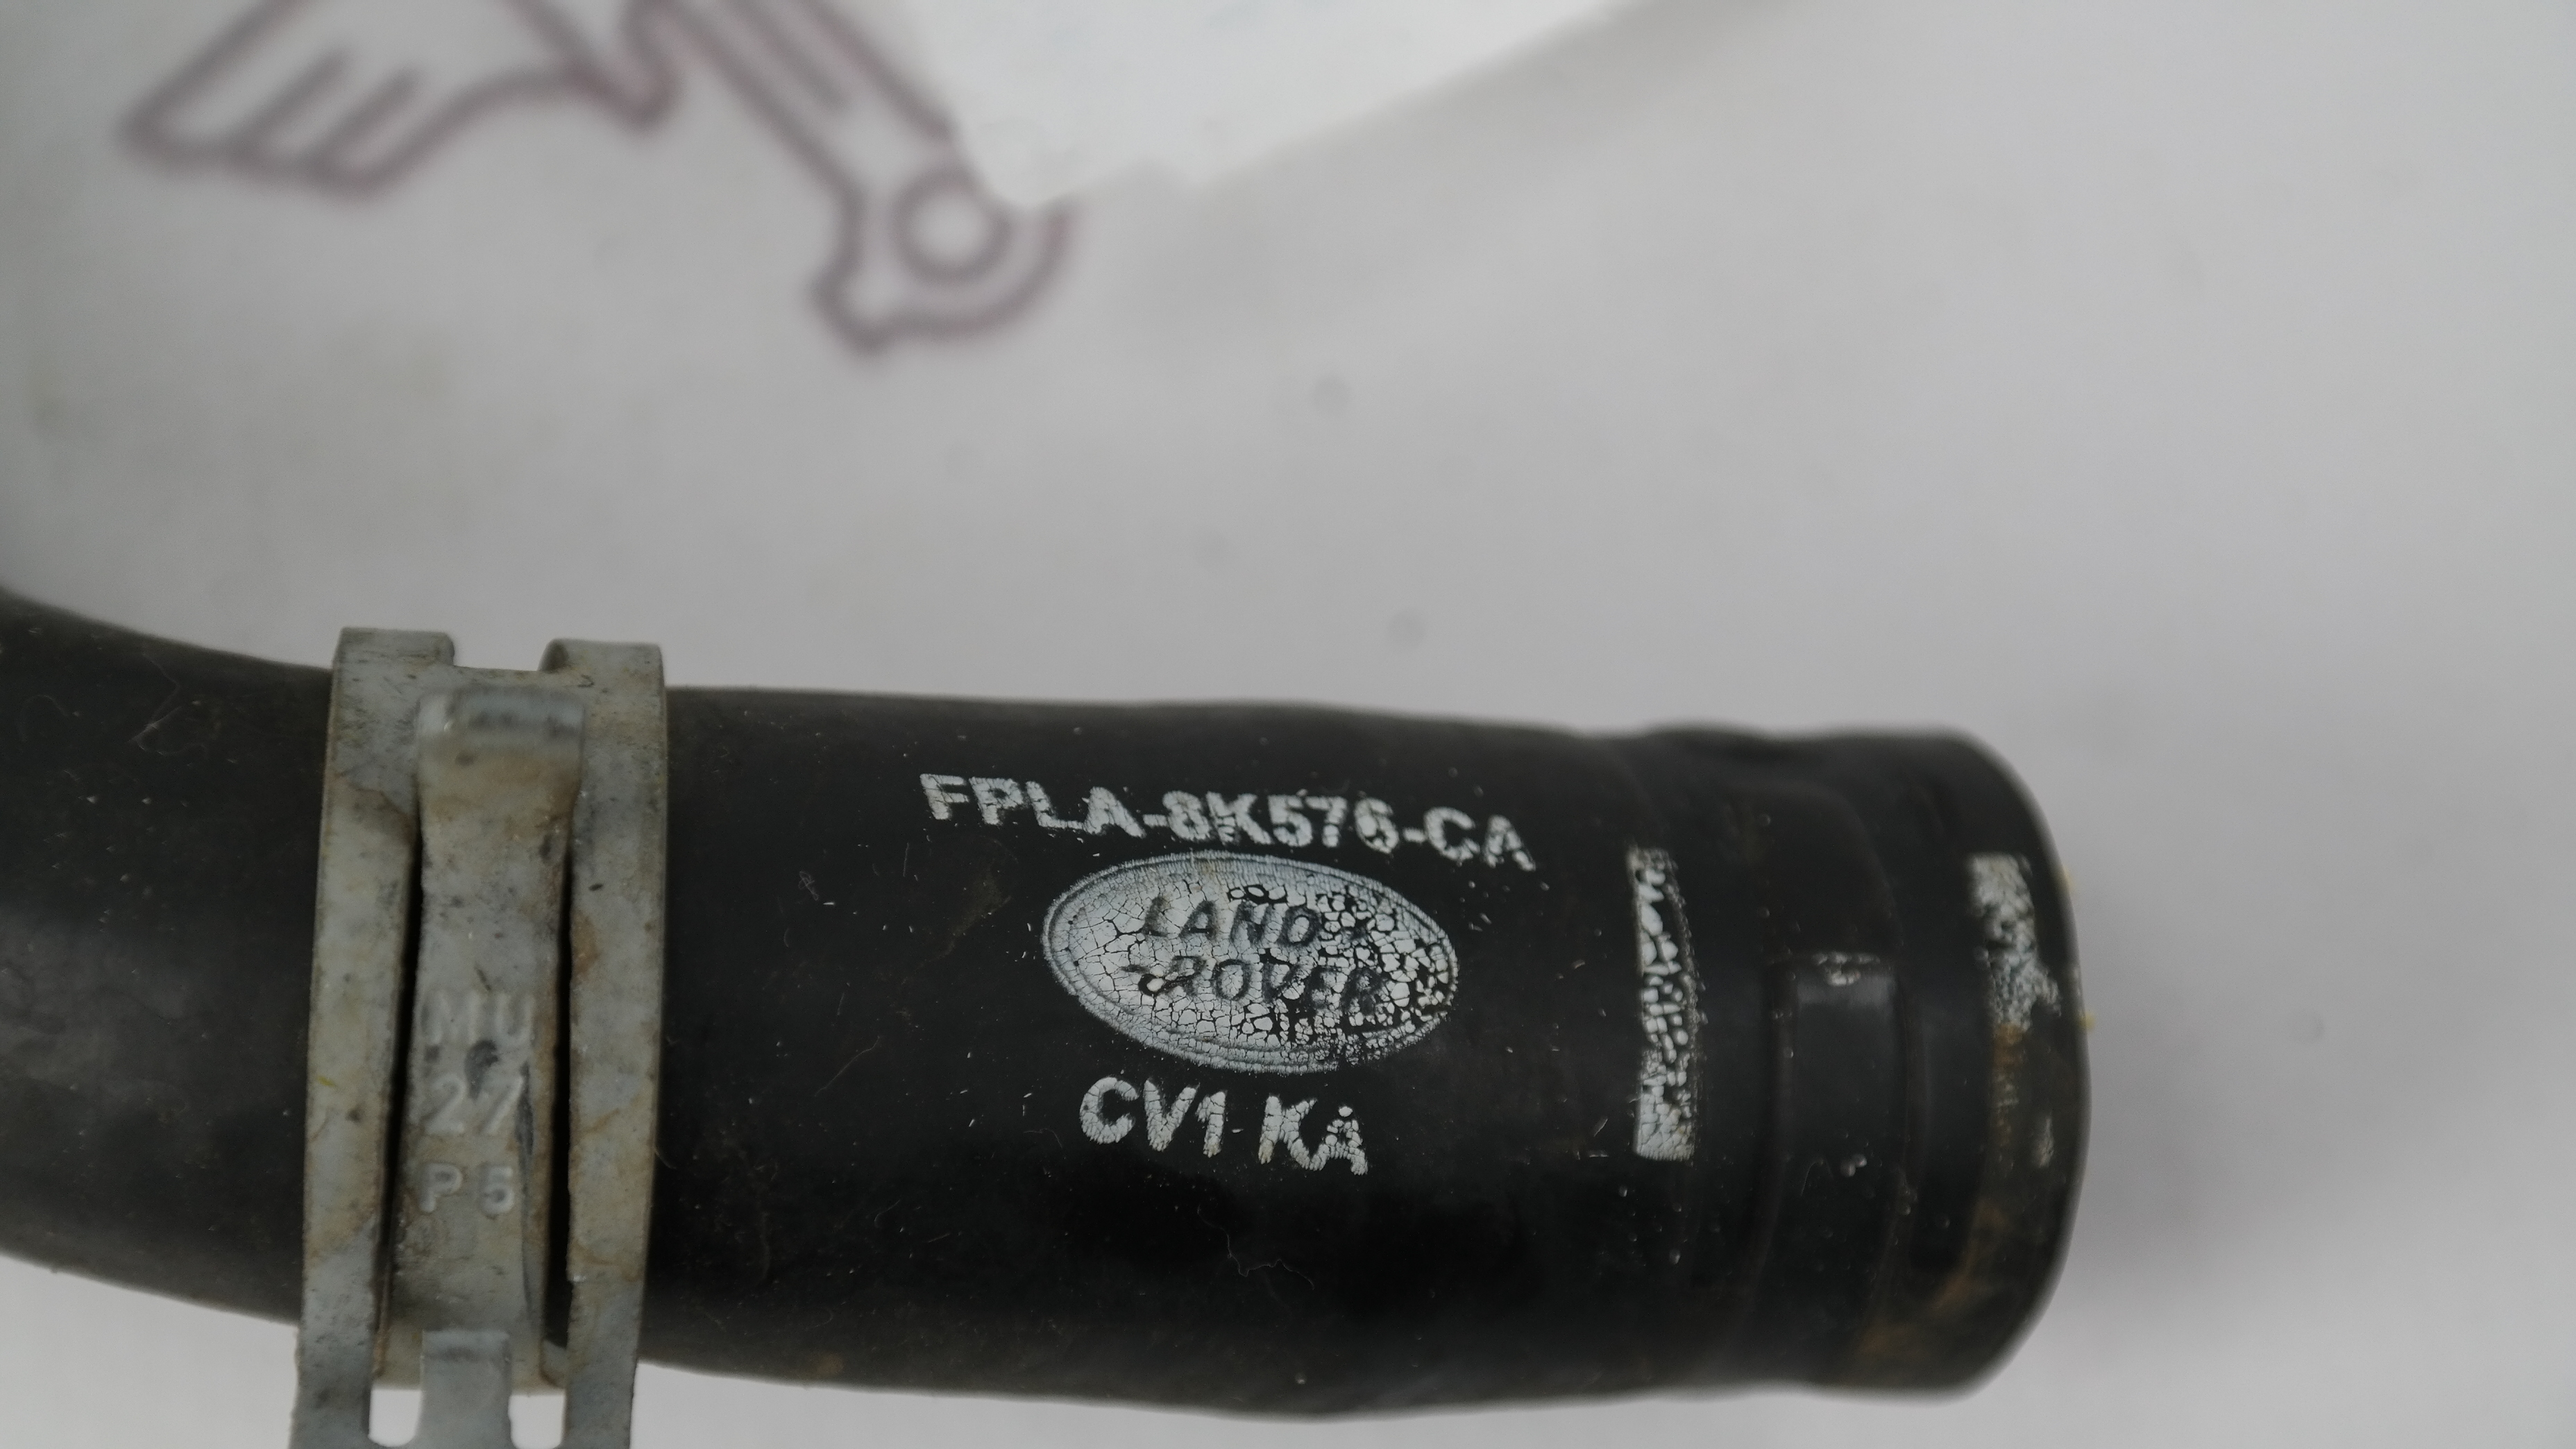 FPLA-8K576-CA
LAND
ROVER
CV1 KA
MU
27
P5